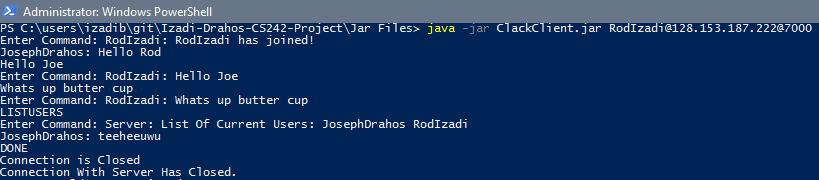 Administrator: Windows PowerShell
PS C:\users\izadib\git\Izadi-Drahos-CS242-Project\Jar Files> java -jar ClackClient.jar RodIzadi@128.153.187.222@7000
Enter Command: RodIzadi: RodIzadi has joined!
JosephDrahos: Hello Rod
Hello Joe
Enter Command: RodIzadi: Hello Joe
Whats up butter cup
Enter Command: RodIzadi: Whats up butter cup
LISTUSERS
Enter Command: Server: List Of Current Users: JosephDrahos RodIzadi
JosephDrahos: teeheeuwu
DONE
Connection is Closed
Connection With Server Has Closed.